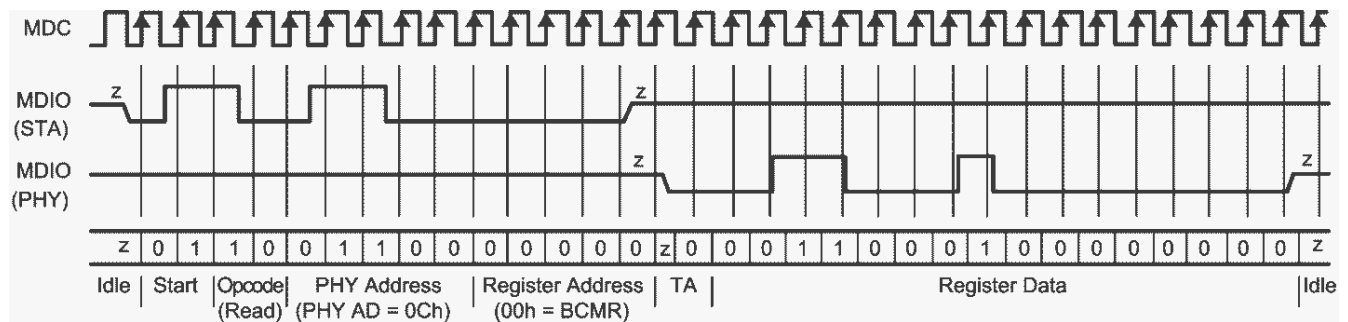 MDC
z
MDIO
(STA)
z
z
MDIO
(PHY)
z
z 0 1 1 0 0 1 1 0 0 0 0 0 0 0 z 0 0 0 1 1 0 0 0 1 0 0 0 0 0 0 0 0 z
Idle Start Opcode PHY Address Register Address TA Register Data Idle
(Read) (PHY AD = 0Ch) (00h = BCMR)